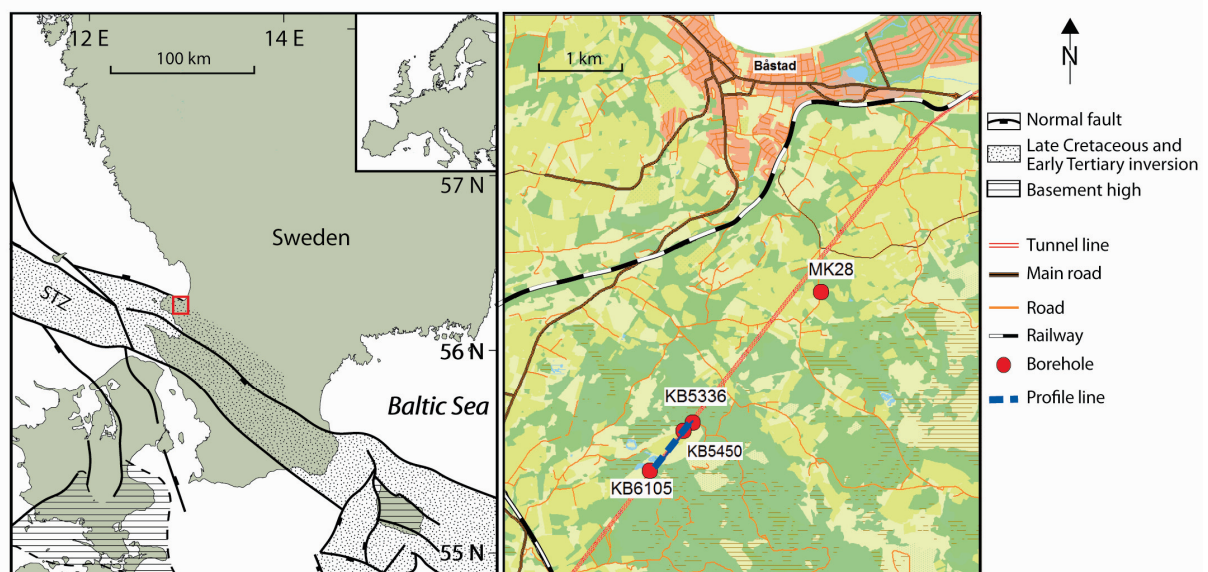 12 E
14 E
100 km
57 N
Sweden
STZ
56 N
Baltic Sea
55 N
1 km
Båstad
MK28
KB5336
KB5450
KB6105
N
Normal fault
Late Cretaceous and
Early Tertiary inversion
Basement high
Tunnel line
Main road
Road
Railway
Borehole
Profile line